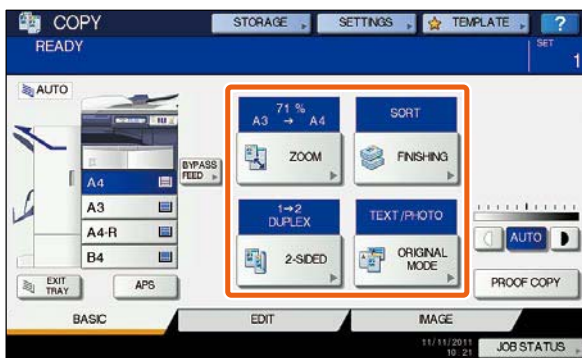 COPY
STORAGE
SETTINGS
TEMPLATE
?
READY
SET
1
AUTO
71 %
A3 → A4
SORT
ZOOM
FINISHING
BYPASS
FEED
A4
A3
A4-R
B4
1→2
DUPLEX
TEXT/PHOTO
2-SIDED
ORIGINAL
MODE
AUTO
EXIT
TRAY
APS
PROOF COPY
BASIC
EDIT
IMAGE
11/11/2011
10:21
JOB STATUS